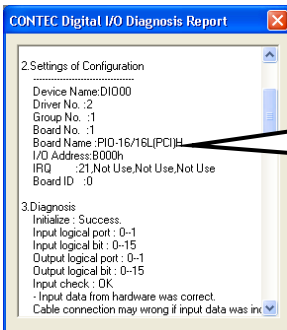 CONTEC Digital I/O Diagnosis Report
2.Settings of Configuration
-----------------------------------
Device Name:DIO00
Driver No. :2
Group No. :1
Board No. :1
Board Name :PIO-16/16L(PCI)H
I/O Address:B000h
IRQ :21,Not Use,Not Use,Not Use
Board ID :0
3.Diagnosis
Initialize : Success.
Input logical port : 0--1
Input logical bit : 0--15
Output logical port : 0--1
Output logical bit : 0--15
Input check : OK
- Input data from hardware was correct.
Cable connection may wrong if input data was